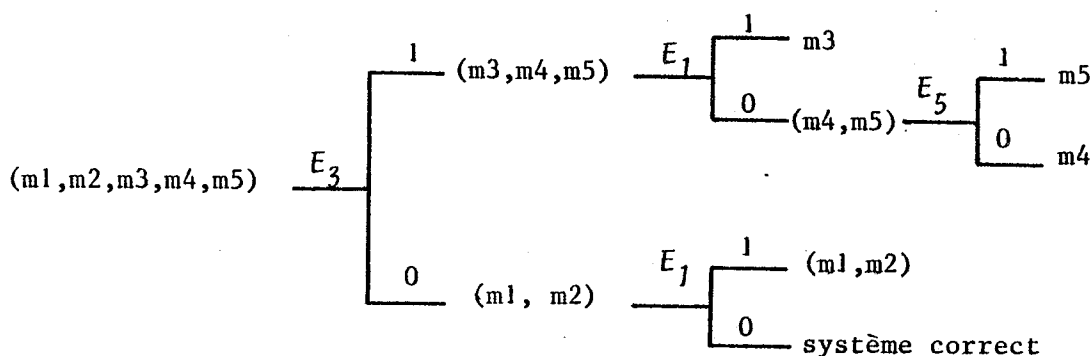 1 m3
1 (m3,m4,m5) E1 1 m5
0 (m4,m5) E5
0 m4
(m1,m2,m3,m4,m5) E3
1 (m1,m2)
0 (m1, m2) E1
0 système correct